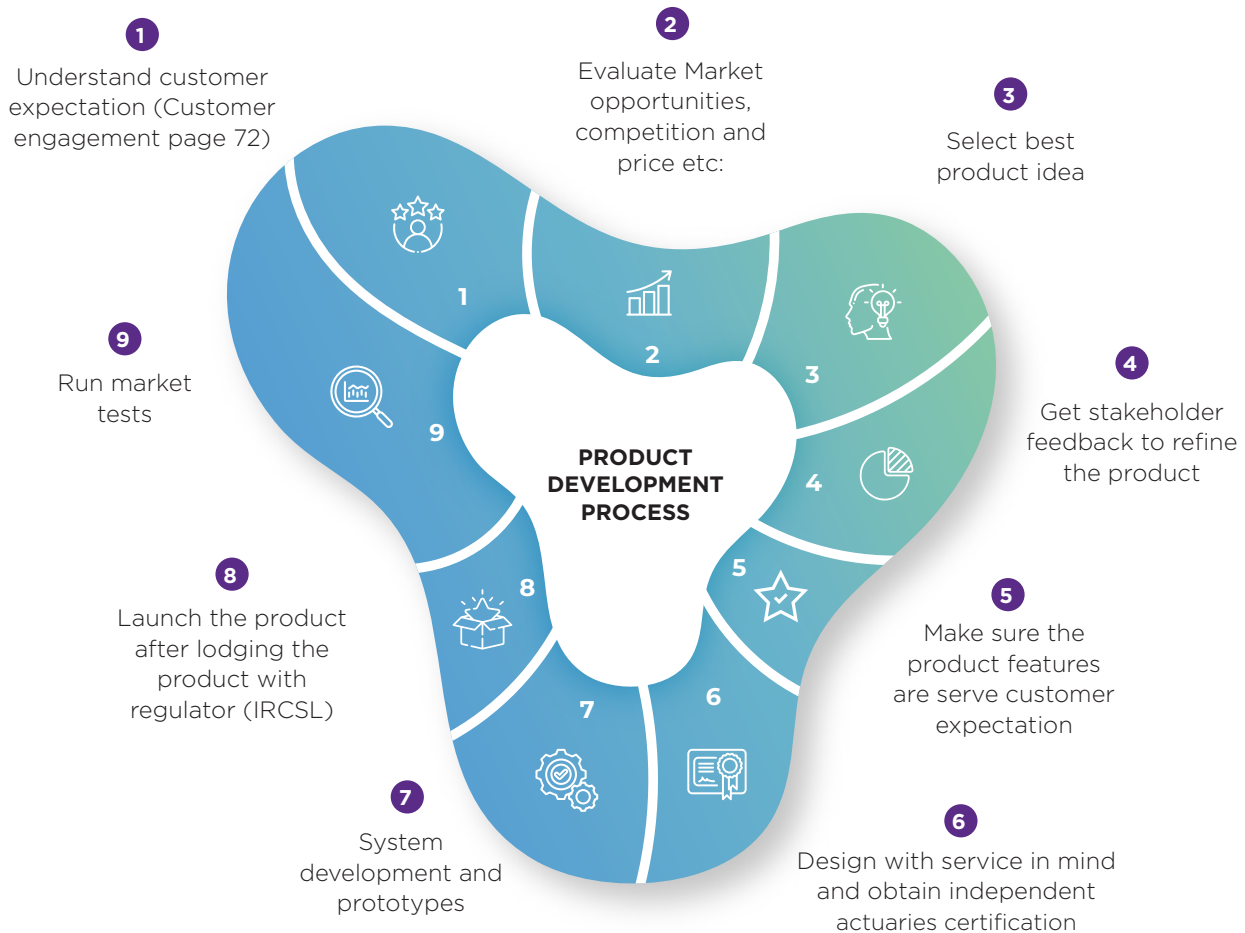 1
Understand customer
expectation (Customer
engagement page 72)
2
Evaluate Market
opportunities,
competition and
price etc:
3
Select best
product idea
4
Get stakeholder
feedback to refine
the product
5
Make sure the
product features
are serve customer
expectation
6
Design with service in mind
and obtain independent
actuaries certification
7
System
development and
prototypes
8
Launch the product
after lodging the
product with
regulator (IRCSL)
9
Run market
tests
1
2
3
4
5
6
7
8
9
PRODUCT
DEVELOPMENT
PROCESS